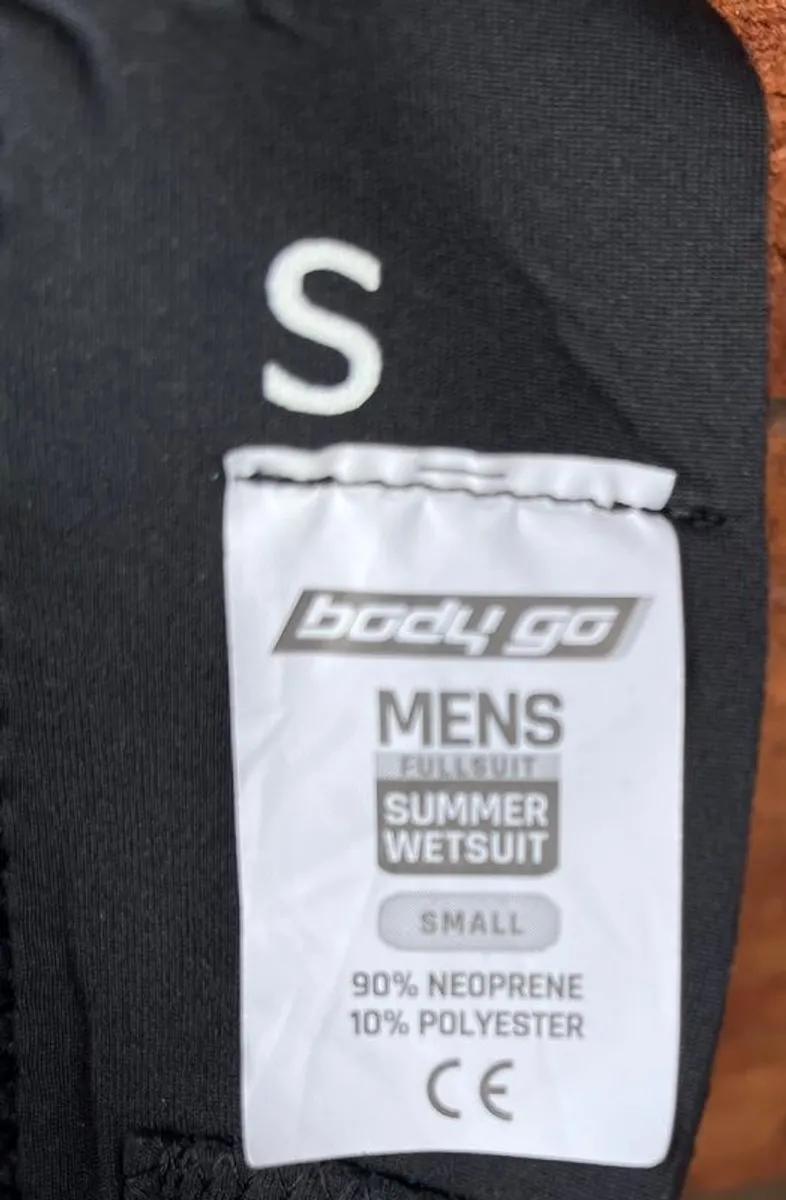 S
body go
MENS
FULLSUIT
SUMMER
WETSUIT
SMALL
90% NEOPRENE
10% POLYESTER
CE